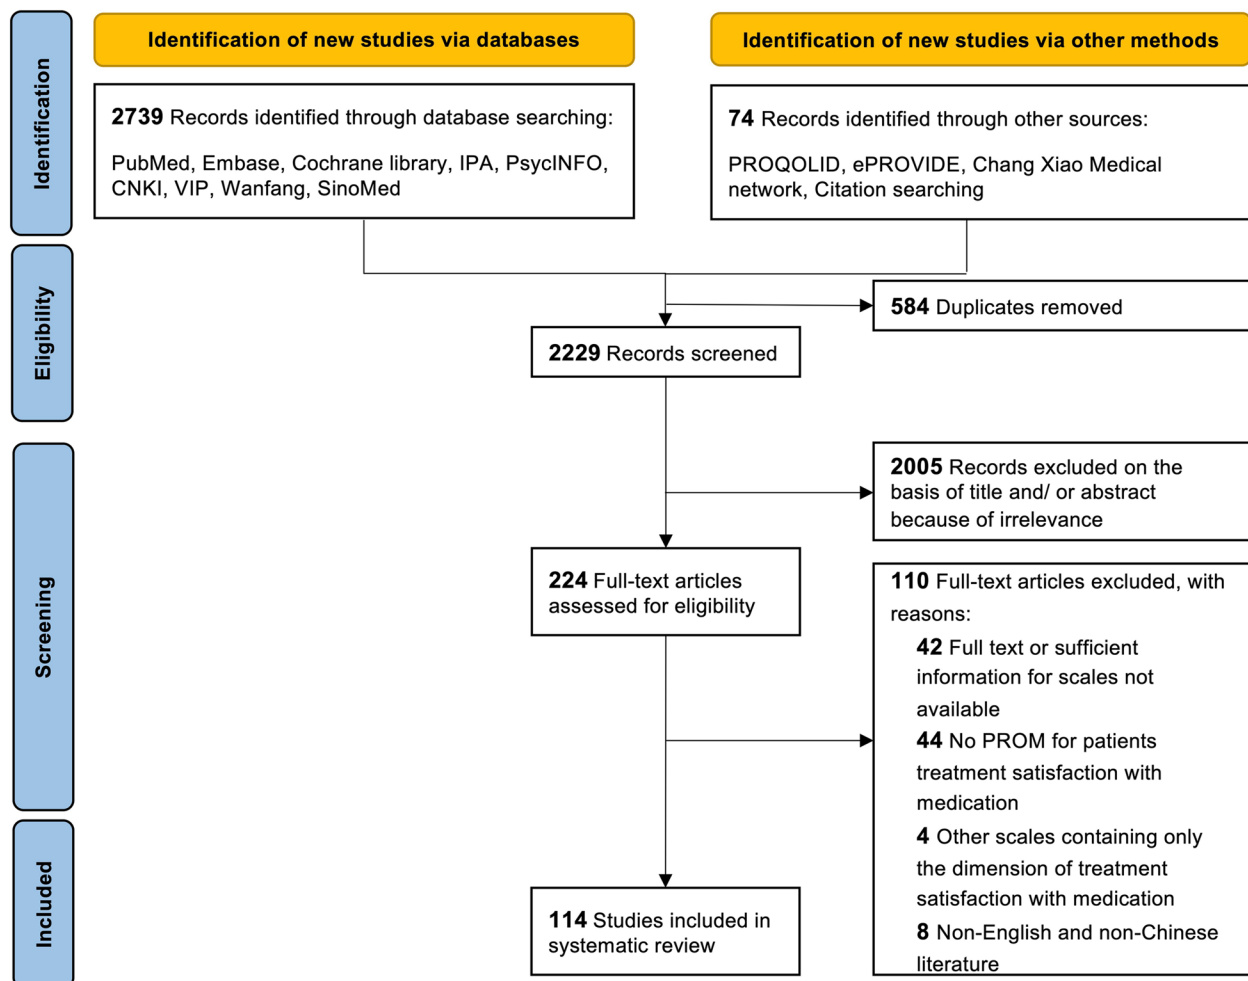 Identification
Identification of new studies via databases
Identification of new studies via other methods
2739 Records identified through database searching:
PubMed, Embase, Cochrane library, IPA, PsycINFO,
CNKI, VIP, Wanfang, SinoMed
74 Records identified through other sources:
PROQOLID, ePROVIDE, Chang Xiao Medical
network, Citation searching
Eligibility
584 Duplicates removed
2229 Records screened
Screening
2005 Records excluded on the
basis of title and/ or abstract
because of irrelevance
224 Full-text articles
assessed for eligibility
110 Full-text articles excluded, with
reasons:
42 Full text or sufficient
information for scales not
available
44 No PROM for patients
treatment satisfaction with
medication
4 Other scales containing only
the dimension of treatment
satisfaction with medication
8 Non-English and non-Chinese
literature
Included
114 Studies included in
systematic review